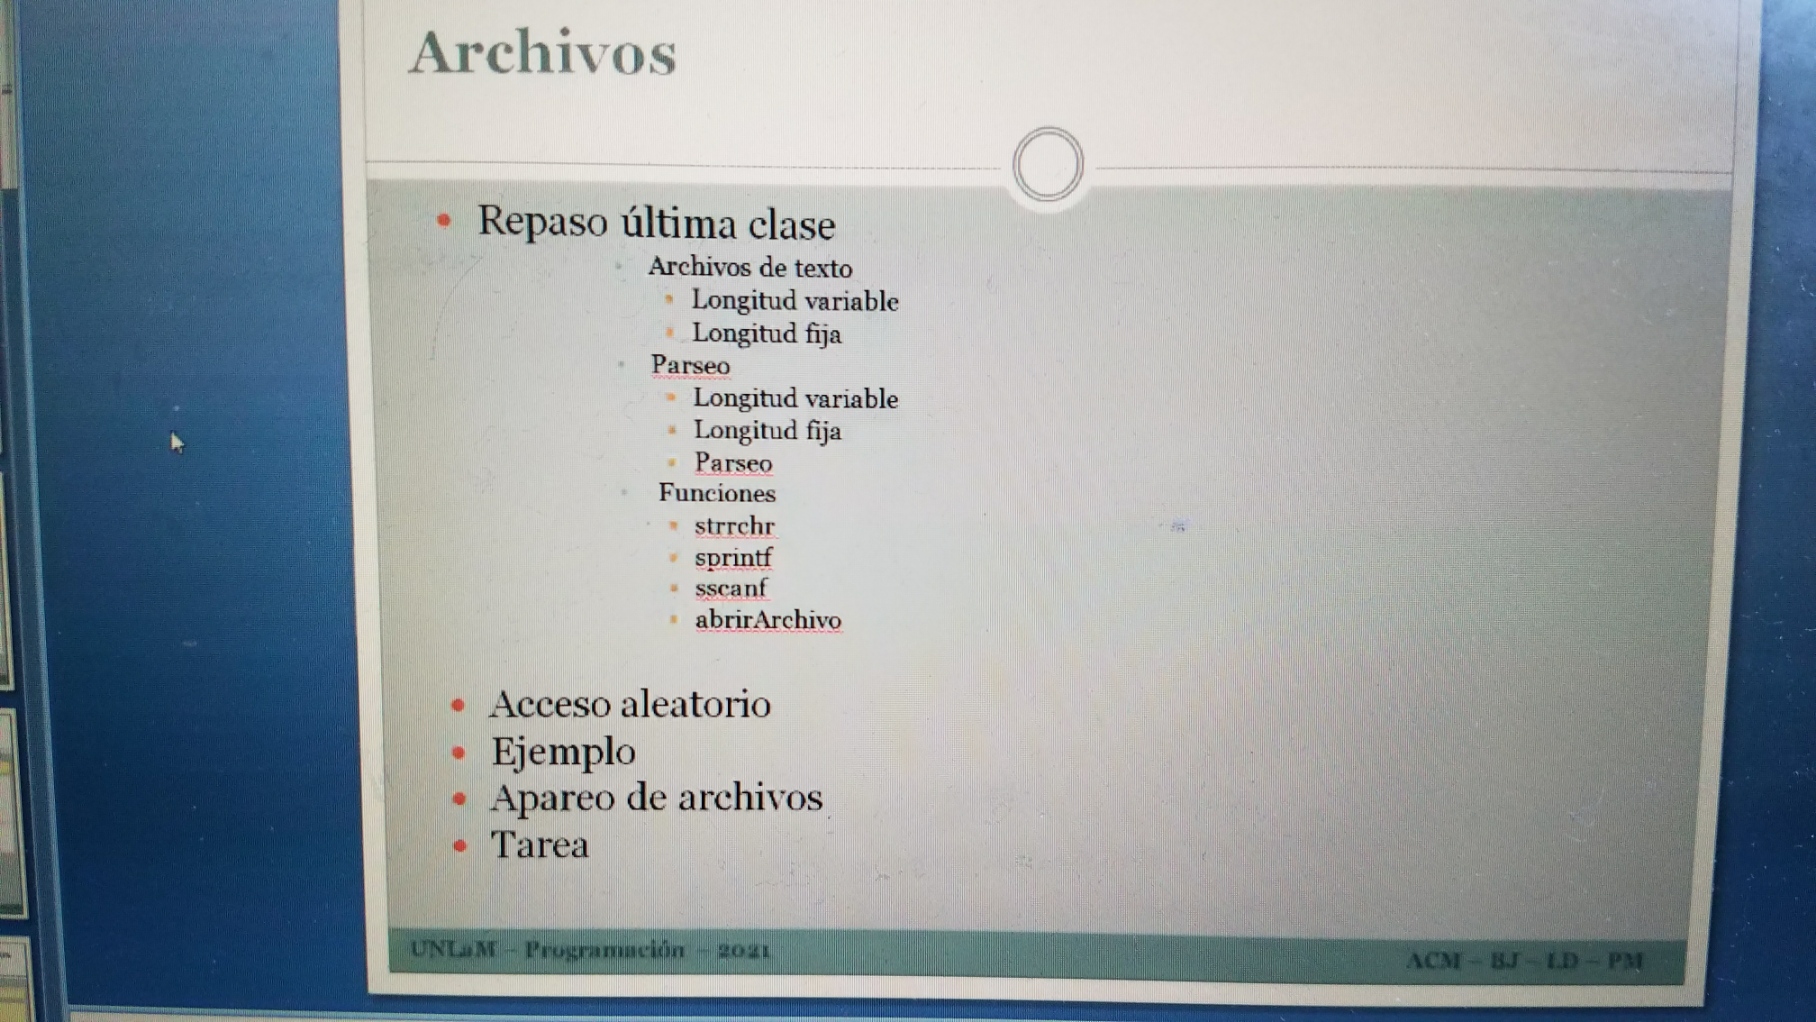 Archivos
Repaso última clase
Archivos de texto
Longitud variable
Longitud fija
Parseo
Longitud variable
Longitud fija
Parseo
Funciones
strrchr
sprintf
sscanf
abrirArchivo
Acceso aleatorio
Ejemplo
Apareo de archivos
Tarea
UNLaM – Programación – 2021
ACM – BJ – LD – PM